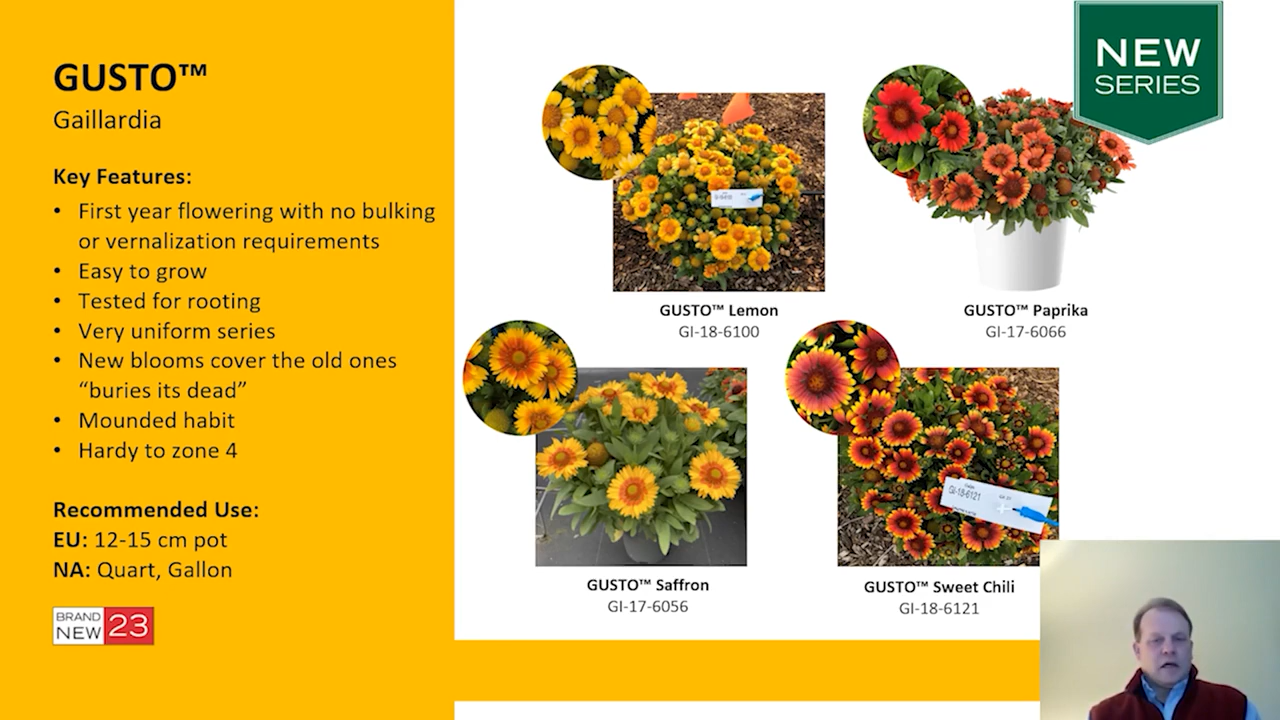 GUSTO™
Gaillardia
Key Features:
• First year flowering with no bulking
or vernalization requirements
• Easy to grow
• Tested for rooting
• Very uniform series
• New blooms cover the old ones
“buries its dead”
• Mounded habit
• Hardy to zone 4
Recommended Use:
EU: 12-15 cm pot
NA: Quart, Gallon
BRAND
NEW 23
NEW
SERIES
GUSTO™ Lemon
GI-18-6100
GUSTO™ Paprika
GI-17-6066
GI-18-6121
GUSTO™ Saffron
GI-17-6056
GUSTO™ Sweet Chili
GI-18-6121